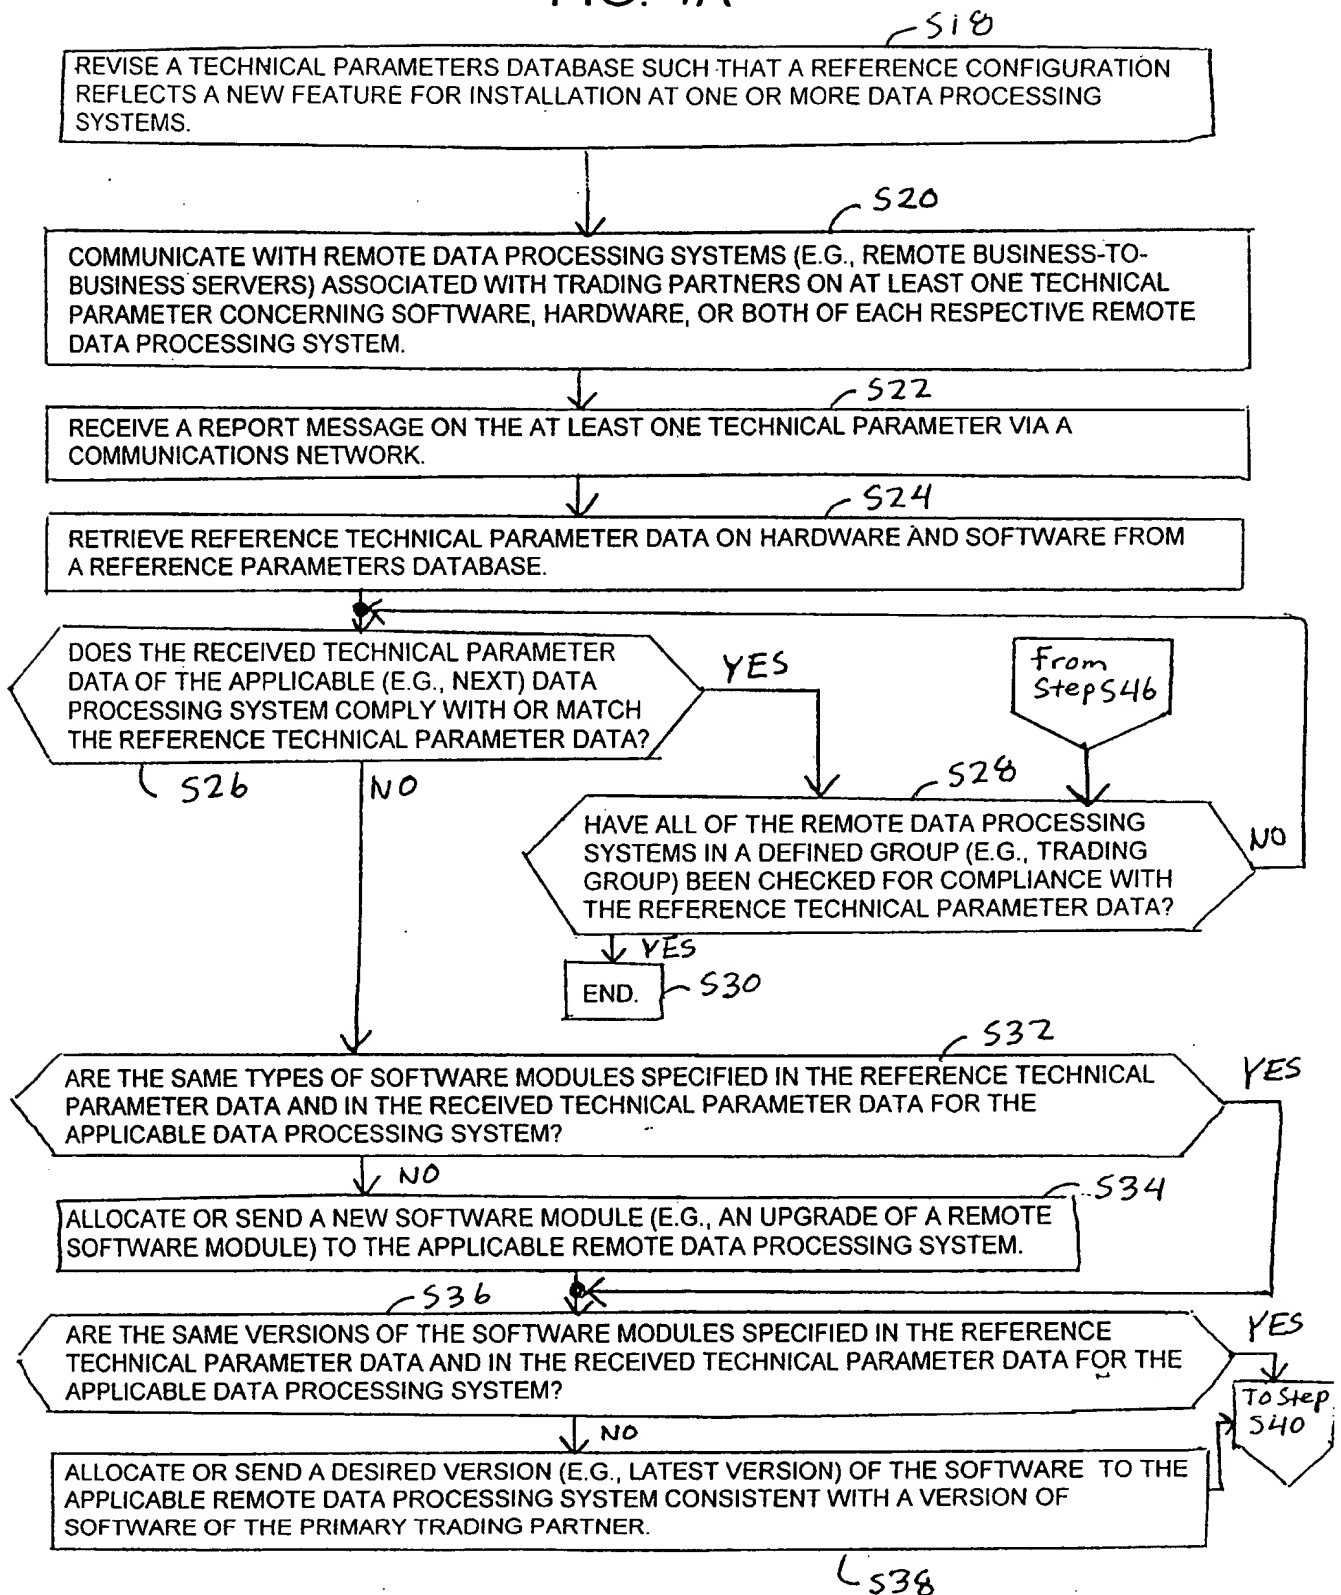 S18
REVISE A TECHNICAL PARAMETERS DATABASE SUCH THAT A REFERENCE CONFIGURATION
REFLECTS A NEW FEATURE FOR INSTALLATION AT ONE OR MORE DATA PROCESSING
SYSTEMS.
S20
COMMUNICATE WITH REMOTE DATA PROCESSING SYSTEMS (E.G., REMOTE BUSINESS-TO-
BUSINESS SERVERS) ASSOCIATED WITH TRADING PARTNERS ON AT LEAST ONE TECHNICAL
PARAMETER CONCERNING SOFTWARE, HARDWARE, OR BOTH OF EACH RESPECTIVE REMOTE
DATA PROCESSING SYSTEM.
S22
RECEIVE A REPORT MESSAGE ON THE AT LEAST ONE TECHNICAL PARAMETER VIA A
COMMUNICATIONS NETWORK.
S24
RETRIEVE REFERENCE TECHNICAL PARAMETER DATA ON HARDWARE AND SOFTWARE FROM
A REFERENCE PARAMETERS DATABASE.
DOES THE RECEIVED TECHNICAL PARAMETER
DATA OF THE APPLICABLE (E.G., NEXT) DATA
PROCESSING SYSTEM COMPLY WITH OR MATCH
THE REFERENCE TECHNICAL PARAMETER DATA?
YES
From
Step S46
S26
NO
S28
HAVE ALL OF THE REMOTE DATA PROCESSING
SYSTEMS IN A DEFINED GROUP (E.G., TRADING
GROUP) BEEN CHECKED FOR COMPLIANCE WITH
THE REFERENCE TECHNICAL PARAMETER DATA?
NO
YES
END.
S30
S32
ARE THE SAME TYPES OF SOFTWARE MODULES SPECIFIED IN THE REFERENCE TECHNICAL
PARAMETER DATA AND IN THE RECEIVED TECHNICAL PARAMETER DATA FOR THE
APPLICABLE DATA PROCESSING SYSTEM?
YES
NO
S34
ALLOCATE OR SEND A NEW SOFTWARE MODULE (E.G., AN UPGRADE OF A REMOTE
SOFTWARE MODULE) TO THE APPLICABLE REMOTE DATA PROCESSING SYSTEM.
S36
ARE THE SAME VERSIONS OF THE SOFTWARE MODULES SPECIFIED IN THE REFERENCE
TECHNICAL PARAMETER DATA AND IN THE RECEIVED TECHNICAL PARAMETER DATA FOR THE
APPLICABLE DATA PROCESSING SYSTEM?
YES
To Step
S40
NO
ALLOCATE OR SEND A DESIRED VERSION (E.G., LATEST VERSION) OF THE SOFTWARE TO THE
APPLICABLE REMOTE DATA PROCESSING SYSTEM CONSISTENT WITH A VERSION OF
SOFTWARE OF THE PRIMARY TRADING PARTNER.
S38